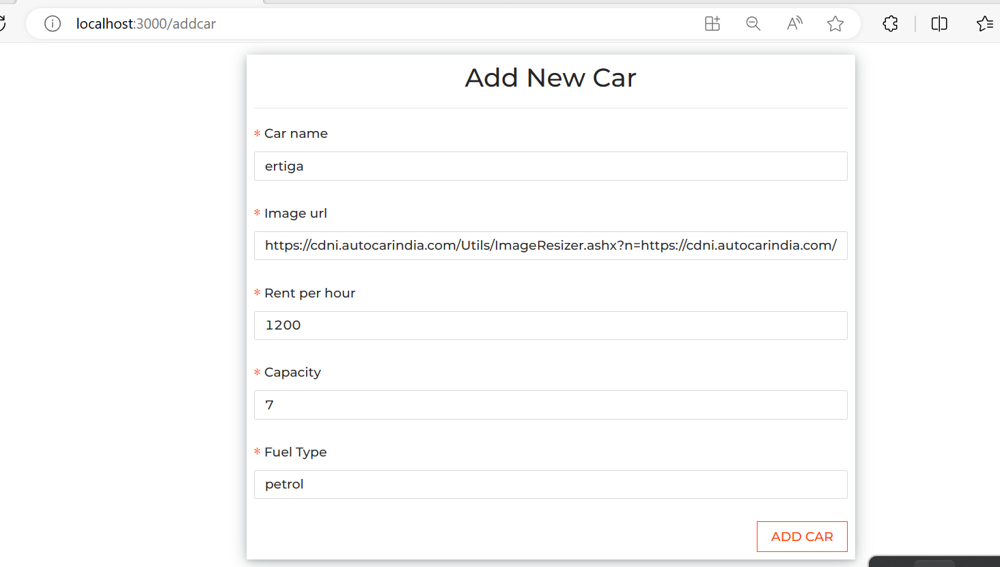 localhost:3000/addcar
Add New Car
* Car name
ertiga
* Image url
https://cdni.autocarindia.com/Utils/ImageResizer.ashx?n=https://cdni.autocarindia.com/
* Rent per hour
1200
* Capacity
7
* Fuel Type
petrol
ADD CAR